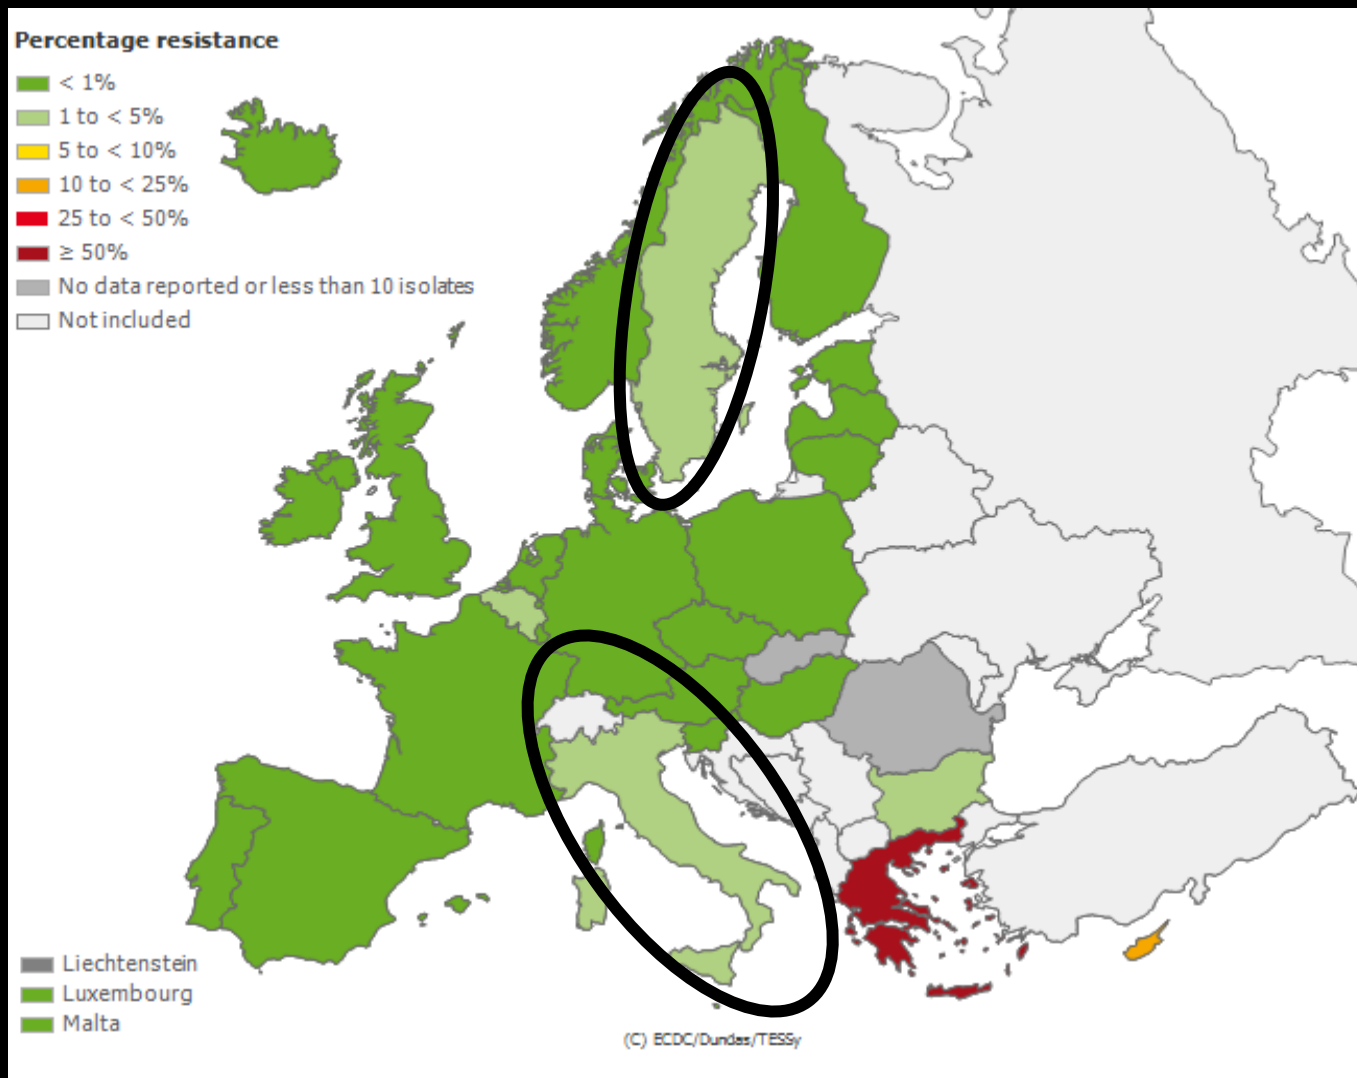 Percentage resistance
< 1%
1 to < 5%
5 to < 10%
10 to < 25%
25 to < 50%
≥ 50%
No data reported or less than 10 isolates
Not included
Liechtenstein
Luxembourg
Malta
(C) ECDC/Dundas/TESSy